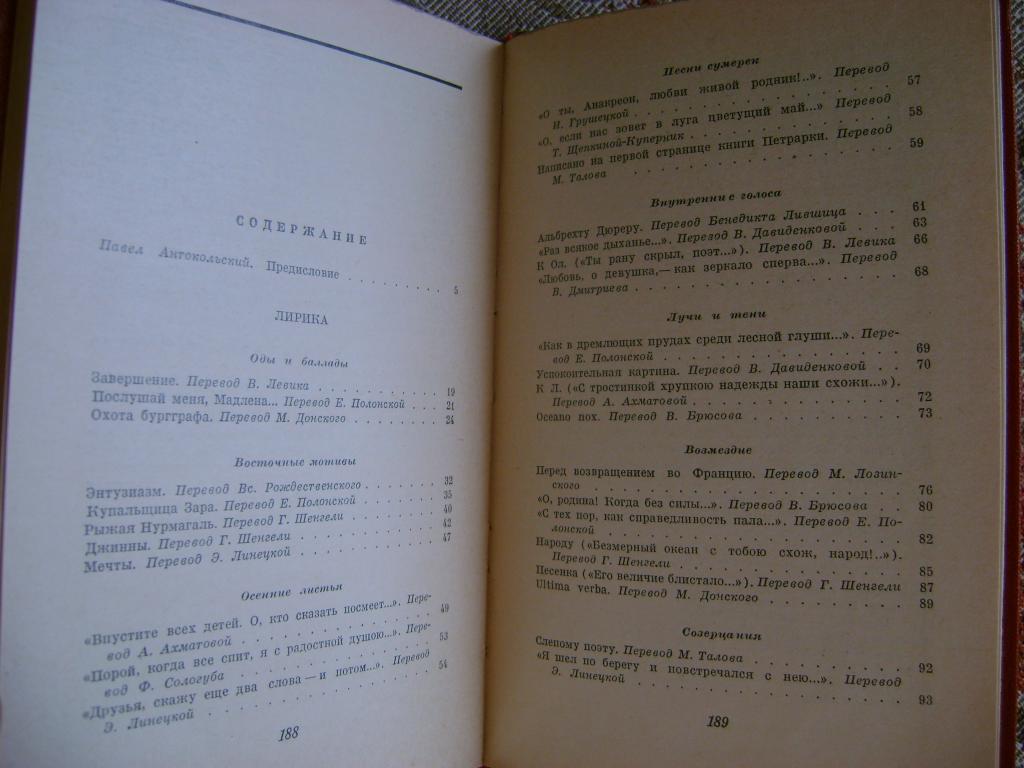 СОДЕРЖАНИЕ
Павел Антокольский. Предисловие . . . . . . . . 5
ЛИРИКА
Оды и баллады
Завершение. Перевод В. Левика . . . . . . . . . 19
Послушай меня, Мадлена... Перевод Е. Полонской . . . 21
Охота бургграфа. Перевод М. Донского . . . . . . . 24
Восточные мотивы
Энтузиазм. Перевод Вс. Рождественского . . . . . . 32
Купальщица Зара. Перевод Е. Полонской . . . . . . 35
Рыжая Нурмагаль. Перевод Г. Шенгели . . . . . . . 40
Джинны. Перевод Г. Шенгели . . . . . . . . . 42
Мечты. Перевод Э. Линецкой . . . . . . . . . 47
Осенние листья
«Впустите всех детей. О, кто сказать посмеет...». Пере-
вод А. Ахматовой . . . . . . . . . . . 49
«Порой, когда все спит, я с радостной душою...». Пере-
вод Ф. Сологуба . . . . . . . . . . . 53
«Друзья, скажу еще два слова — и потом...». Перевод
Э. Линецкой . . . . . . . . . . . . 54
188
Песни сумерек
«О ты, Анакреон, любви живой родник!..». Перевод
И. Грушецкой . . . . . . . . . . . . 57
«О, если нас зовет в луга цветущий май...» Перевод
Т. Щепкиной-Куперник . . . . . . . . . . 58
Написано на первой странице книги Петрарки. Перевод
М. Талова . . . . . . . . . . . . 59
Внутренние голоса
Альбрехту Дюреру. Перевод Бенедикта Лившица . . . 61
«Раз всякое дыханье...». Перевод В. Давиденковой . . . 63
К Ол. («Ты рану скрыл, поэт...»). Перевод В. Левика 66
«Любовь, о девушка,— как зеркало сперва...». Перевод
В. Дмитриева . . . . . . . . . . . . 68
Лучи и тени
«Как в дремлющих прудах среди лесной глуши...». Пере-
вод Е. Полонской . . . . . . . . . . . 69
Успокоительная картина. Перевод В. Давиденковой . . 70
К Л. («С тростинкой хрупкою надежды наши схожи...»).
Перевод А. Ахматовой . . . . . . . . . . 72
Oceano nox. Перевод В. Брюсова . . . . . . . . 73
Возмездие
Перед возвращением во Францию. Перевод М. Лозин-
ского . . . . . . . . . . . . . . 76
«О, родина! Когда без силы...». Перевод В. Брюсова . . 80
«С тех пор, как справедливость пала...». Перевод Е. По-
лонской . . . . . . . . . . . . . 82
Народу («Безмерный океан с тобою схож, народ!..»).
Перевод Г. Шенгели . . . . . . . . . . 85
Песенка («Его величие блистало...»). Перевод Г. Шенгели 87
Ultima verba. Перевод М. Донского . . . . . . . 89
Созерцания
Слепому поэту. Перевод М. Талова . . . . . . . . 92
«Я шел по берегу и повстречался с нею...». Перевод
Э. Линецкой . . . . . . . . . . . . 93
189